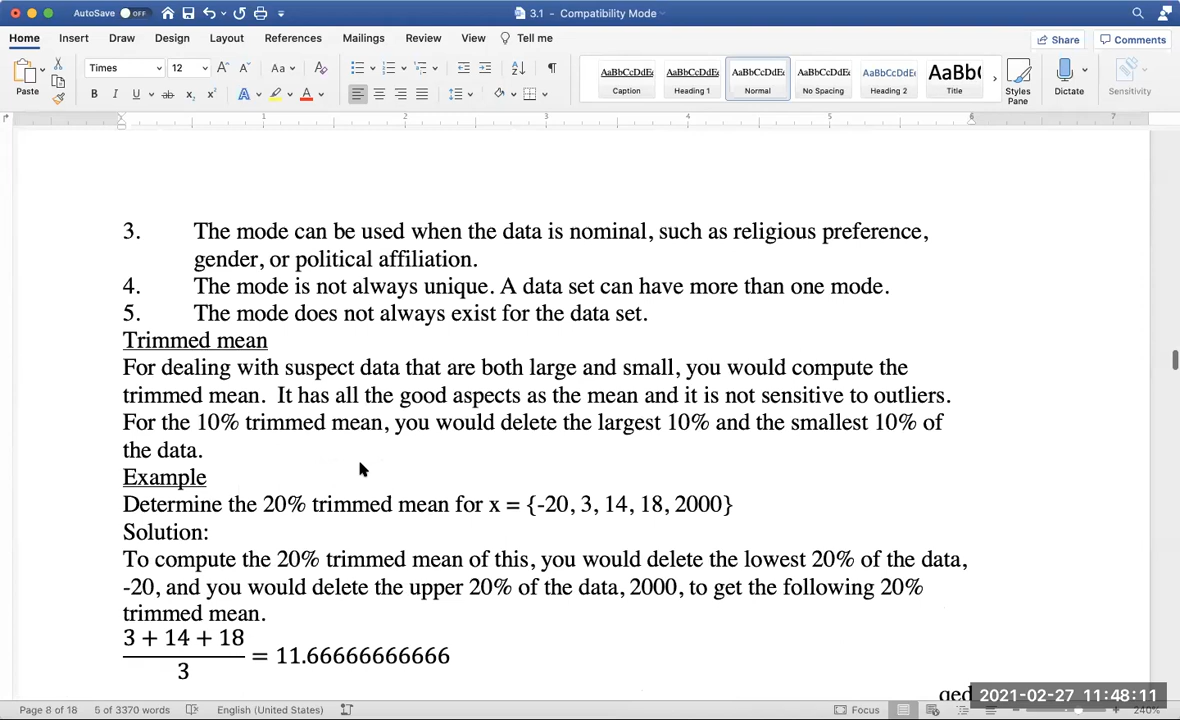 AutoSave OFF
3.1 - Compatibility Mode
Home Insert Draw Design Layout References Mailings Review View Tell me Share Comments
Paste Times 12 Aa AaBbCcDdEe AaBbCcDdEe AaBbCcDdEe AaBbCcDdEe AaBbCcDdEe AaBb(
B I U ab x x A A
Caption Heading 1 Normal No Spacing Heading 2 Title Styles Pane Dictate Sensitivity
1 2 3 4 5 6 7
3. The mode can be used when the data is nominal, such as religious preference,
gender, or political affiliation.
4. The mode is not always unique. A data set can have more than one mode.
5. The mode does not always exist for the data set.
Trimmed mean
For dealing with suspect data that are both large and small, you would compute the
trimmed mean.  It has all the good aspects as the mean and it is not sensitive to outliers.
For the 10% trimmed mean, you would delete the largest 10% and the smallest 10% of
the data.
Example
Determine the 20% trimmed mean for x = {-20, 3, 14, 18, 2000}
Solution:
To compute the 20% trimmed mean of this, you would delete the lowest 20% of the data,
-20, and you would delete the upper 20% of the data, 2000, to get the following 20%
trimmed mean.
3 + 14 + 18
= 11.66666666666
3
qed
2021-02-27 11:48:11
Page 8 of 18 5 of 3370 words English (United States) Focus 240%